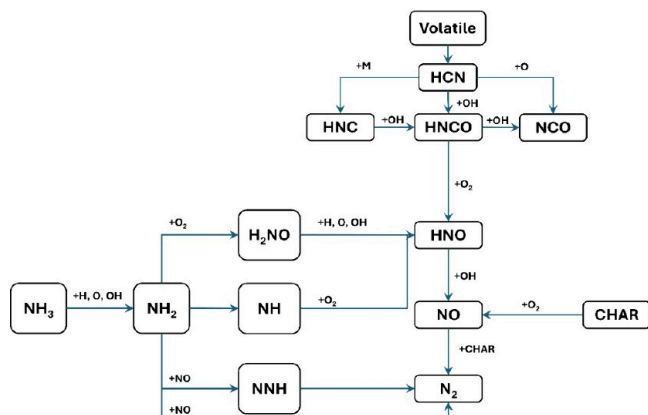 Volatile
+M
HCN
+O
+OH
HNC
+OH
HNCO
+OH
NCO
+O₂
+O₂
H₂NO
+H, O, OH
HNO
+OH
NH₃
+H, O, OH
NH₂
NH
+O₂
NO
+O₂
CHAR
+CHAR
+NO
NNH
N₂
+NO